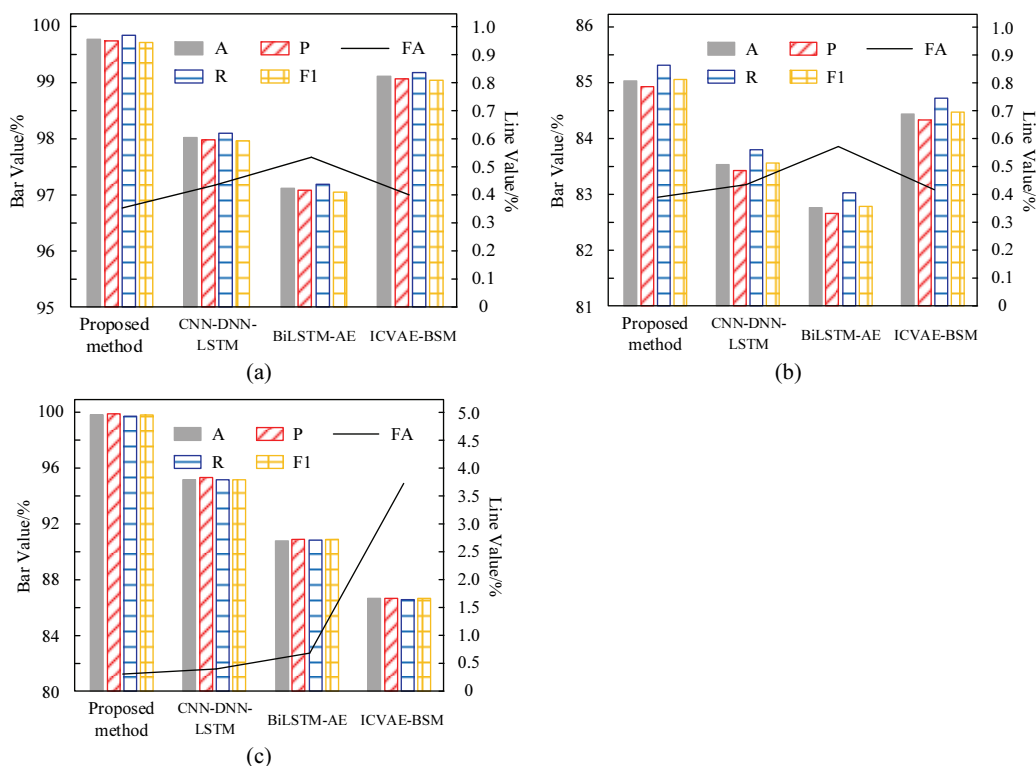 100
99
98
97
96
95
Bar Value/%
A
P
FA
R
F1
1.0
0.9
0.8
0.7
0.6
0.5
0.4
0.3
0.2
0.1
0
Line Value/%
Proposed method
CNN-DNN-LSTM
BiLSTM-AE
ICVAE-BSM
(a)
86
85
84
83
82
81
Bar Value/%
A
P
FA
R
F1
1.0
0.9
0.8
0.7
0.6
0.5
0.4
0.3
0.2
0.1
0
Line Value/%
Proposed method
CNN-DNN-LSTM
BiLSTM-AE
ICVAE-BSM
(b)
100
96
92
88
84
80
Bar Value/%
A
P
FA
R
F1
5.0
4.5
4.0
3.5
3.0
2.5
2.0
1.5
1.0
0.5
0
Line Value/%
Proposed method
CNN-DNN-LSTM
BiLSTM-AE
ICVAE-BSM
(c)